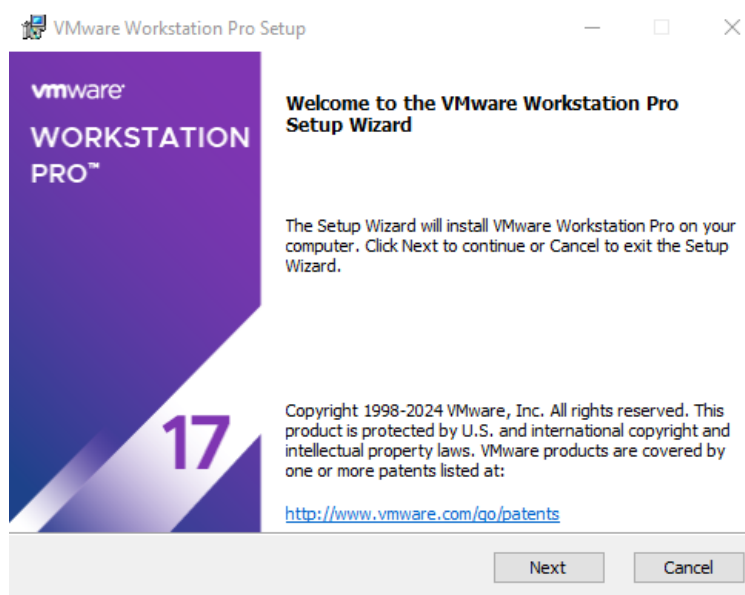 VMware Workstation Pro Setup
vmware
WORKSTATION
PRO™
17
Welcome to the VMware Workstation Pro
Setup Wizard
The Setup Wizard will install VMware Workstation Pro on your
computer. Click Next to continue or Cancel to exit the Setup
Wizard.
Copyright 1998-2024 VMware, Inc. All rights reserved. This
product is protected by U.S. and international copyright and
intellectual property laws. VMware products are covered by
one or more patents listed at:
http://www.vmware.com/go/patents
Next
Cancel